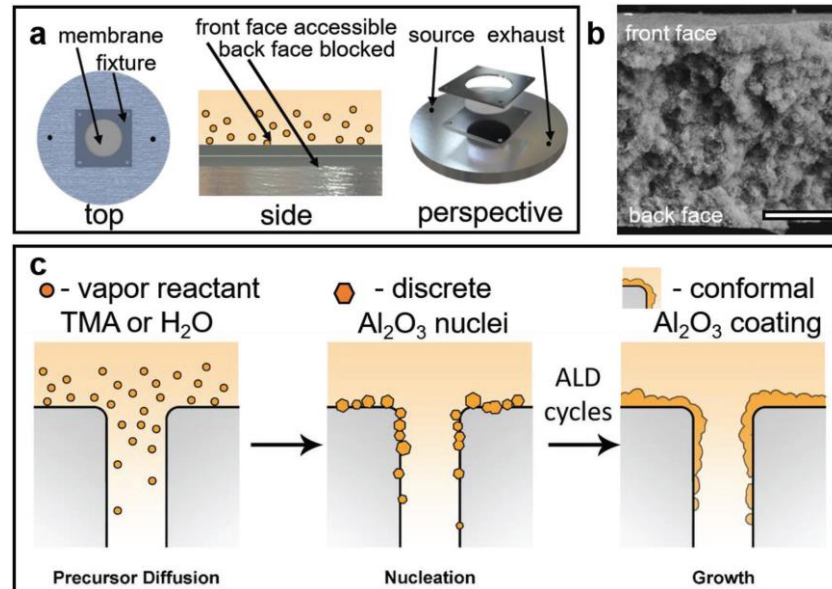 a
membrane
fixture
top
front face accessible
back face blocked
side
source exhaust
perspective
b
front face
back face
c
- vapor reactant
TMA or H₂O
- discrete
Al₂O₃ nuclei
- conformal
Al₂O₃ coating
ALD
cycles
Precursor Diffusion
Nucleation
Growth